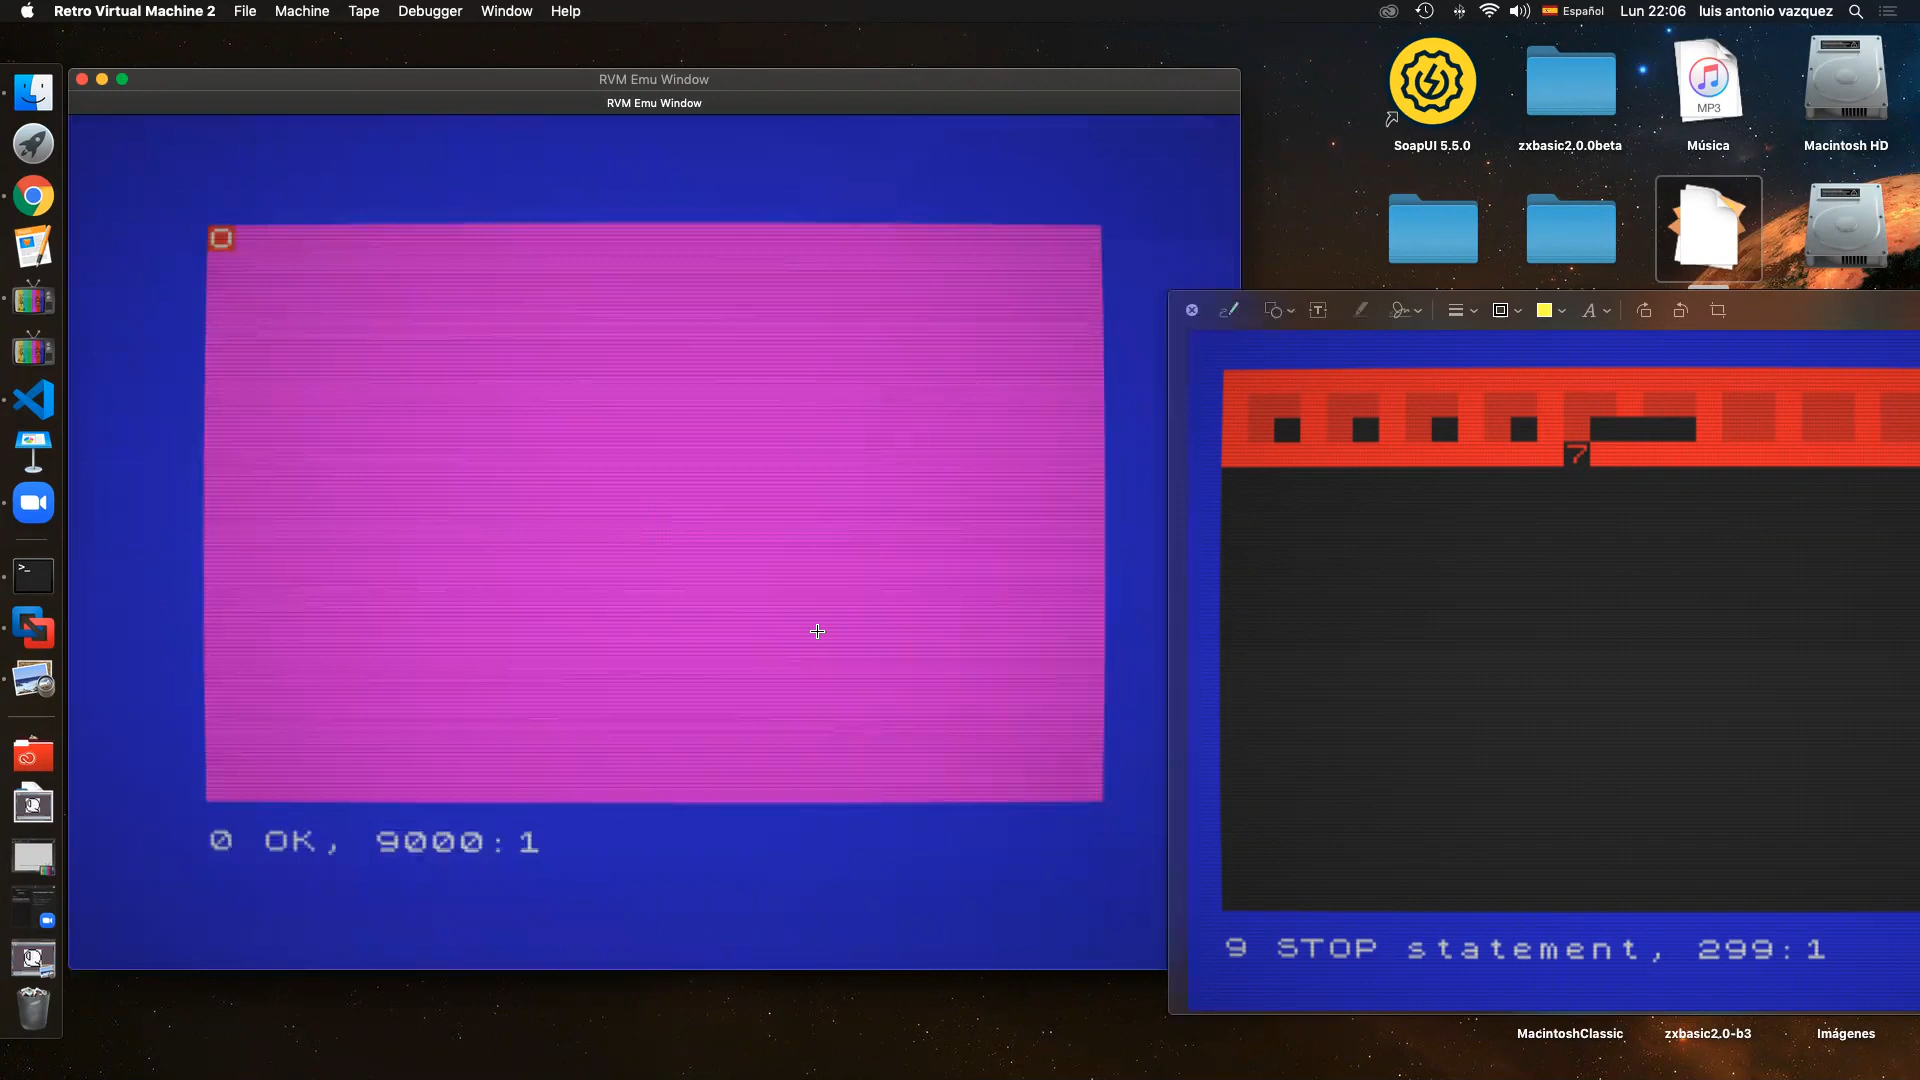 Retro Virtual Machine 2 File Machine Tape Debugger Window Help
Español Lun 22:06 luis antonio vazquez
RVM Emu Window
RVM Emu Window
O
0 OK, 9000:1
MP3
SoapUI 5.5.0
zxbasic2.0.0beta
Música
Macintosh HD
T
A
7
9 STOP statement, 299:1
MacintoshClassic
zxbasic2.0-b3
Imágenes